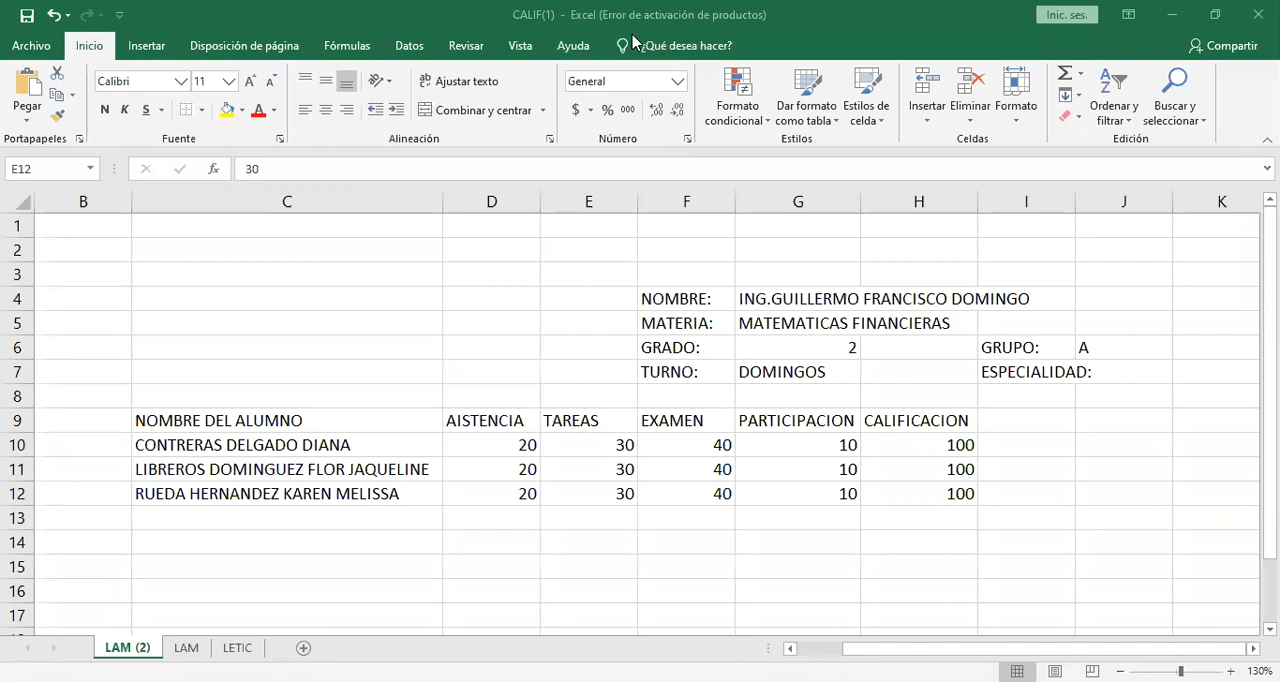 CALIF(1) - Excel (Error de activación de productos)
Inic. ses.
Archivo Inicio Insertar Disposición de página Fórmulas Datos Revisar Vista Ayuda ¿Qué desea hacer? Compartir
Pegar
Calibri 11
N K S
Ajustar texto
Combinar y centrar
General
$ % 000
Formato condicional
Dar formato como tabla
Estilos de celda
Insertar
Eliminar
Formato
Ordenar y filtrar
Buscar y seleccionar
Portapapeles Fuente Alineación Número Estilos Celdas Edición
E12 fx 30
B C D E F G H I J K
1
2
3
4 NOMBRE: ING.GUILLERMO FRANCISCO DOMINGO
5 MATERIA: MATEMATICAS FINANCIERAS
6 GRADO: 2 GRUPO: A
7 TURNO: DOMINGOS ESPECIALIDAD:
8
9 NOMBRE DEL ALUMNO AISTENCIA TAREAS EXAMEN PARTICIPACION CALIFICACION
10 CONTRERAS DELGADO DIANA 20 30 40 10 100
11 LIBREROS DOMINGUEZ FLOR JAQUELINE 20 30 40 10 100
12 RUEDA HERNANDEZ KAREN MELISSA 20 30 40 10 100
13
14
15
16
17
LAM (2) LAM LETIC
130%